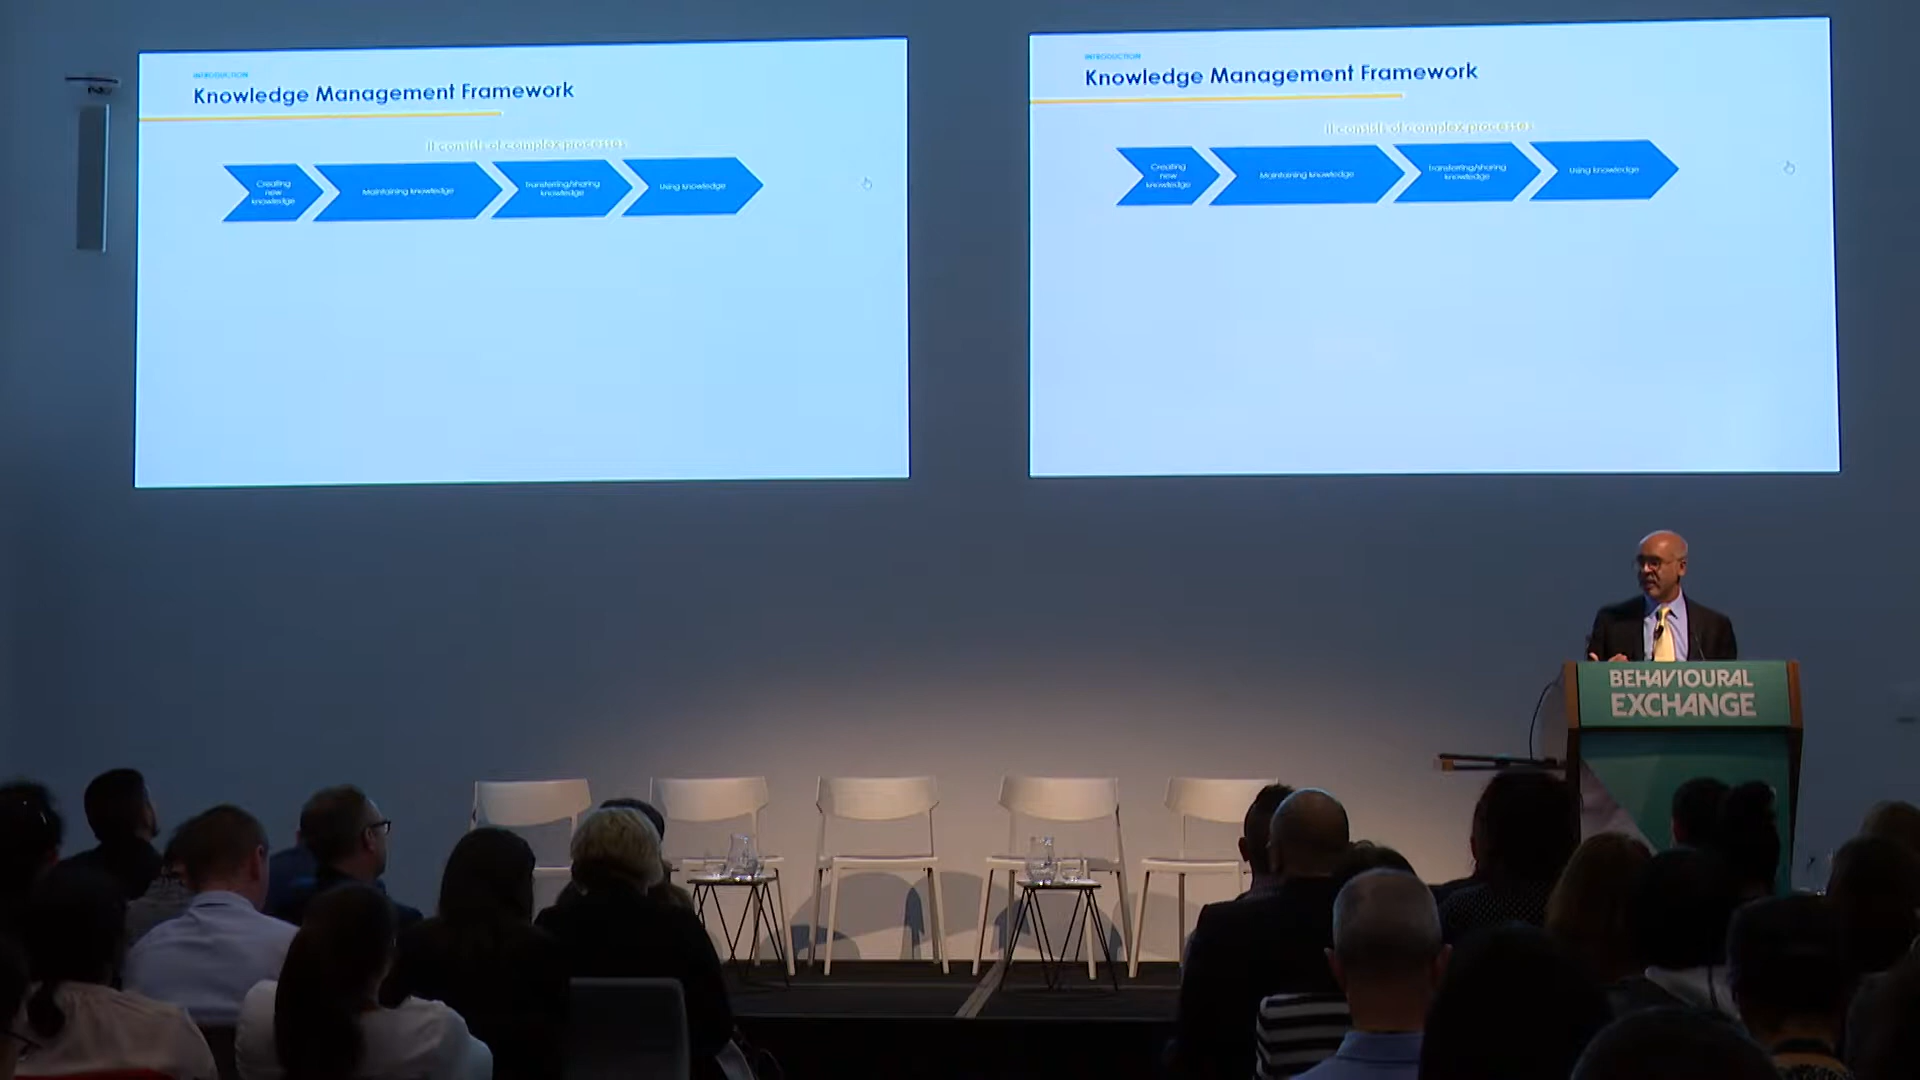 INTRODUCTION
Knowledge Management Framework
It consists of complex processes
Creating
new
knowledge
Maintaining knowledge
Transferring/sharing
knowledge
Using knowledge
INTRODUCTION
Knowledge Management Framework
It consists of complex processes
Creating
new
knowledge
Maintaining knowledge
Transferring/sharing
knowledge
Using knowledge
BEHAVIOURAL
EXCHANGE